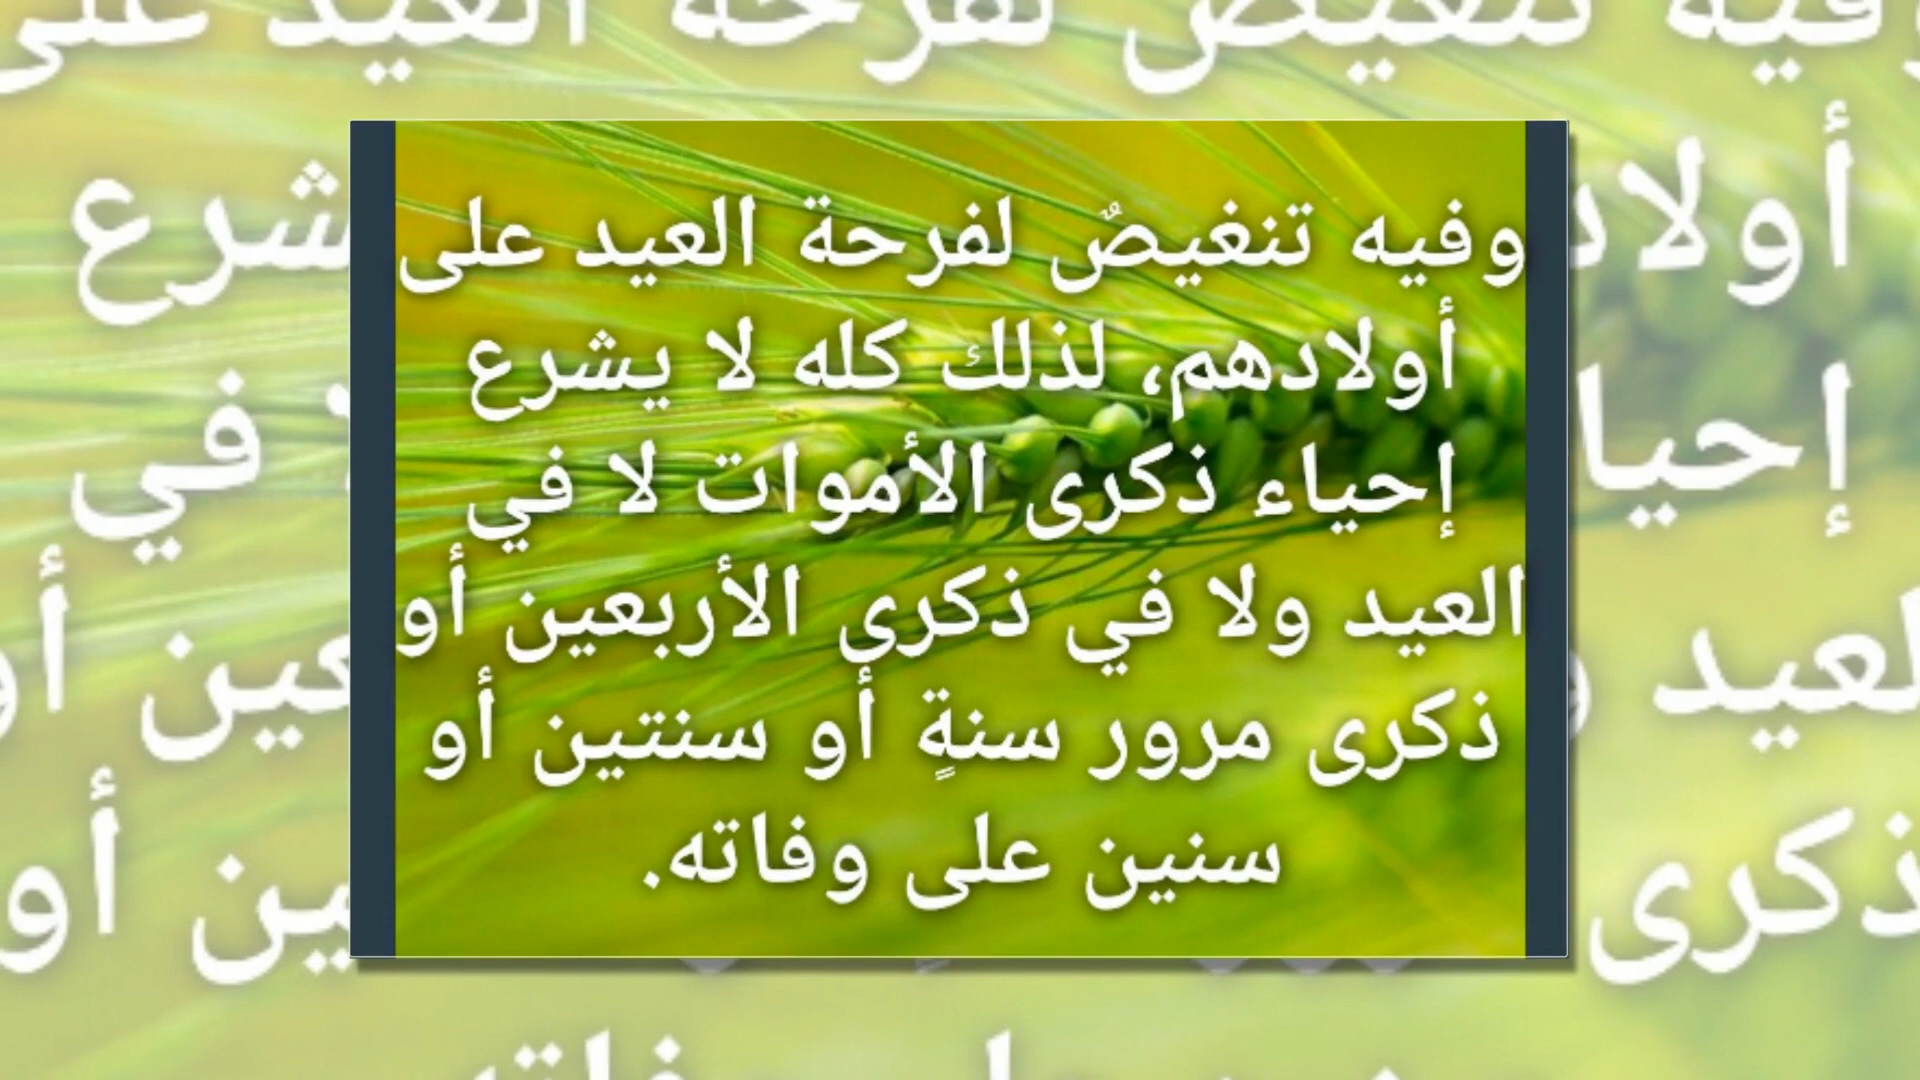 وفيه تنغيصٌ لفرحة العيد على
أولادهم، لذلك كله لا يشرع
إحياء ذكرى الأموات لا في
العيد ولا في ذكرى الأربعين أو
ذكرى مرور سنةٍ أو سنتين أو
سنين على وفاته.